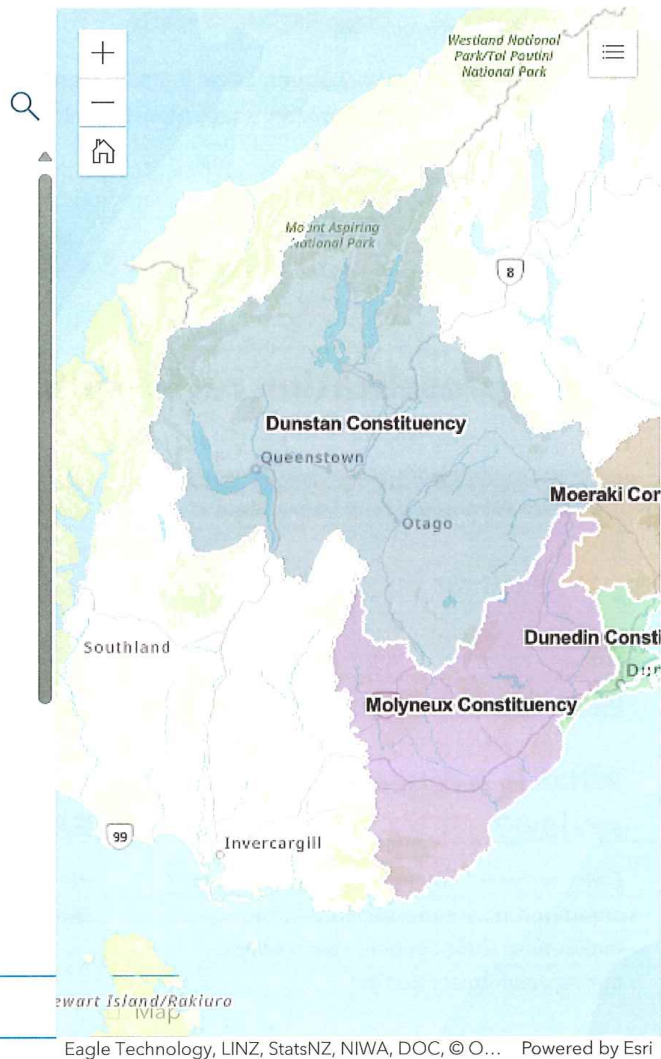 Westland National
Park/Tai Poutini
National Park
Mount Aspiring
National Park
8
Dunstan Constituency
Queenstown
Moeraki Cor
Otago
Dunedin Consti
Southland
Dun
Molyneux Constituency
99
Invercargill
ewart Island/Rakiura
Map
Eagle Technology, LINZ, StatsNZ, NIWA, DOC, © O... Powered by Esri